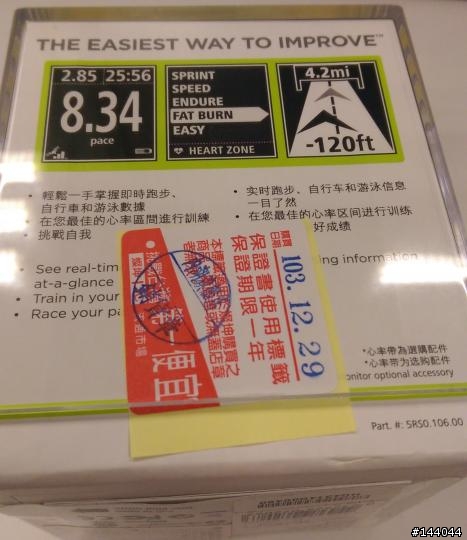 THE EASIEST WAY TO IMPROVE™
2.85 25:56
8.34
pace
SPRINT
SPEED
ENDURE
FAT BURN
EASY
HEART ZONE
4.2mi
-120ft
• 輕鬆一手掌握即時跑步、
自行車和游泳數據
• 在您最佳的心率區間進行訓練
• 挑戰自我
• 实时跑步、自行车和游泳信息
一目了然
• 在您最佳的心率区间进行训练
好成绩
• See real-tim
ing information
at-a-glance
• Train in your
• Race your pa
購買日期 103.12.29
保證書使用標籤
保證期限一年
便宜
*心率帶為選購配件
*心率带为选购配件
onitor optional accessory
Part. #: 5RS0.106.00
#144044